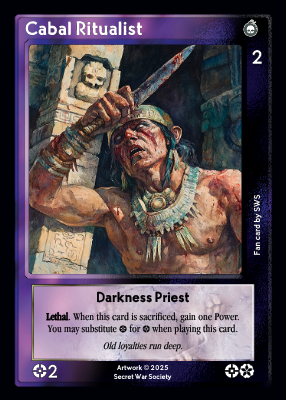 Cabal Ritualist
2
Fan card by SWS
Darkness Priest
Lethal. When this card is sacrificed, gain one Power.
You may substitute for when playing this card.
Old loyalties run deep.
2
Artwork © 2025
Secret War Society